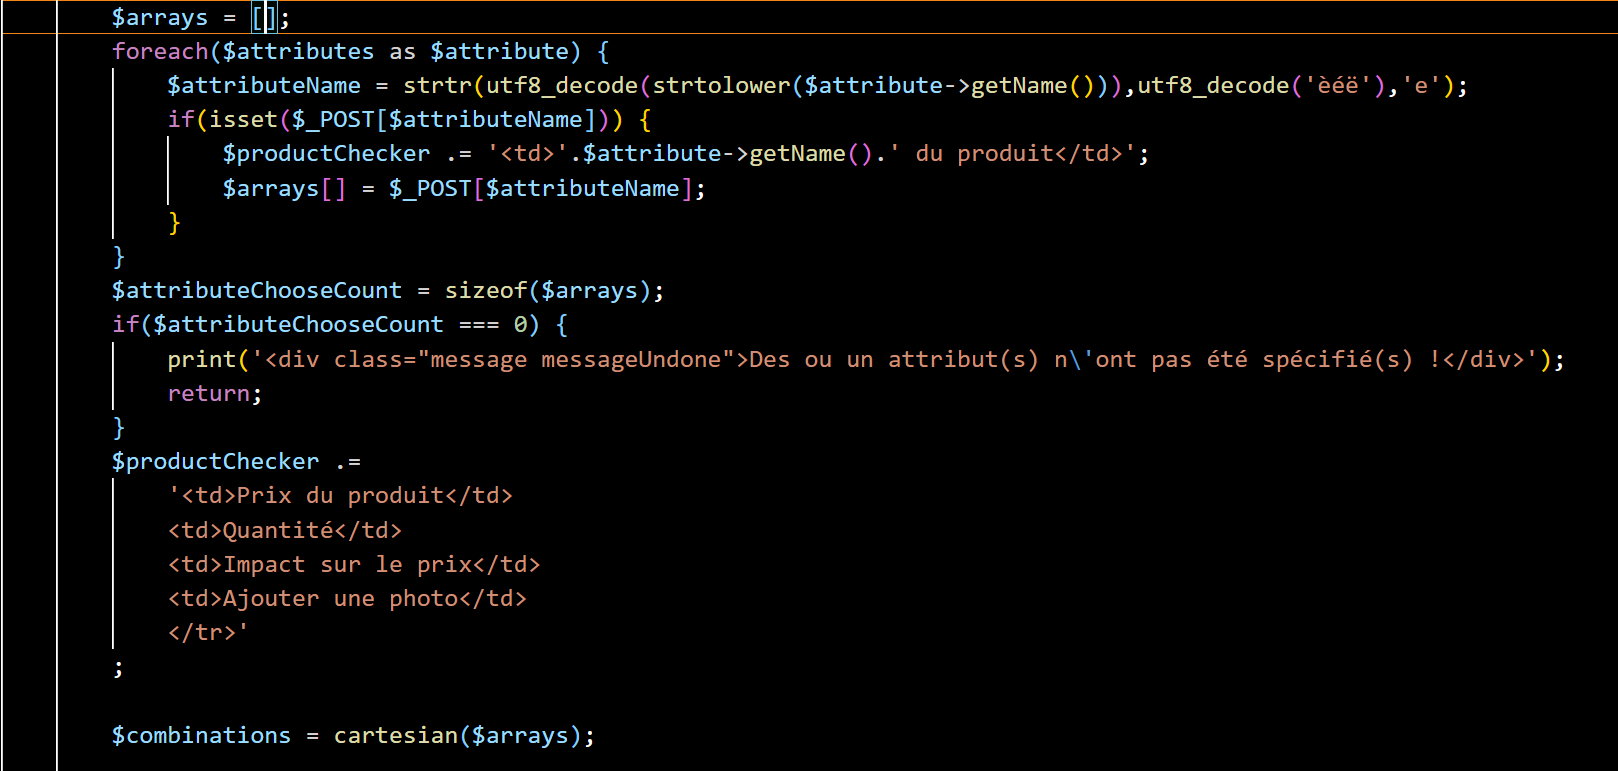 $arrays = [];
foreach($attributes as $attribute) {
$attributeName = strtr(utf8_decode(strtolower($attribute->getName())),utf8_decode('èéë'),'e');
if(isset($_POST[$attributeName])) {
$productChecker .= '<td>'.$attribute->getName().' du produit</td>';
$arrays[] = $_POST[$attributeName];
}
}
$attributeChooseCount = sizeof($arrays);
if($attributeChooseCount === 0) {
print('<div class="message messageUndone">Des ou un attribut(s) n\'ont pas été spécifié(s) !</div>');
return;
}
$productChecker .=
'<td>Prix du produit</td>
<td>Quantité</td>
<td>Impact sur le prix</td>
<td>Ajouter une photo</td>
</tr>'
;
$combinations = cartesian($arrays);